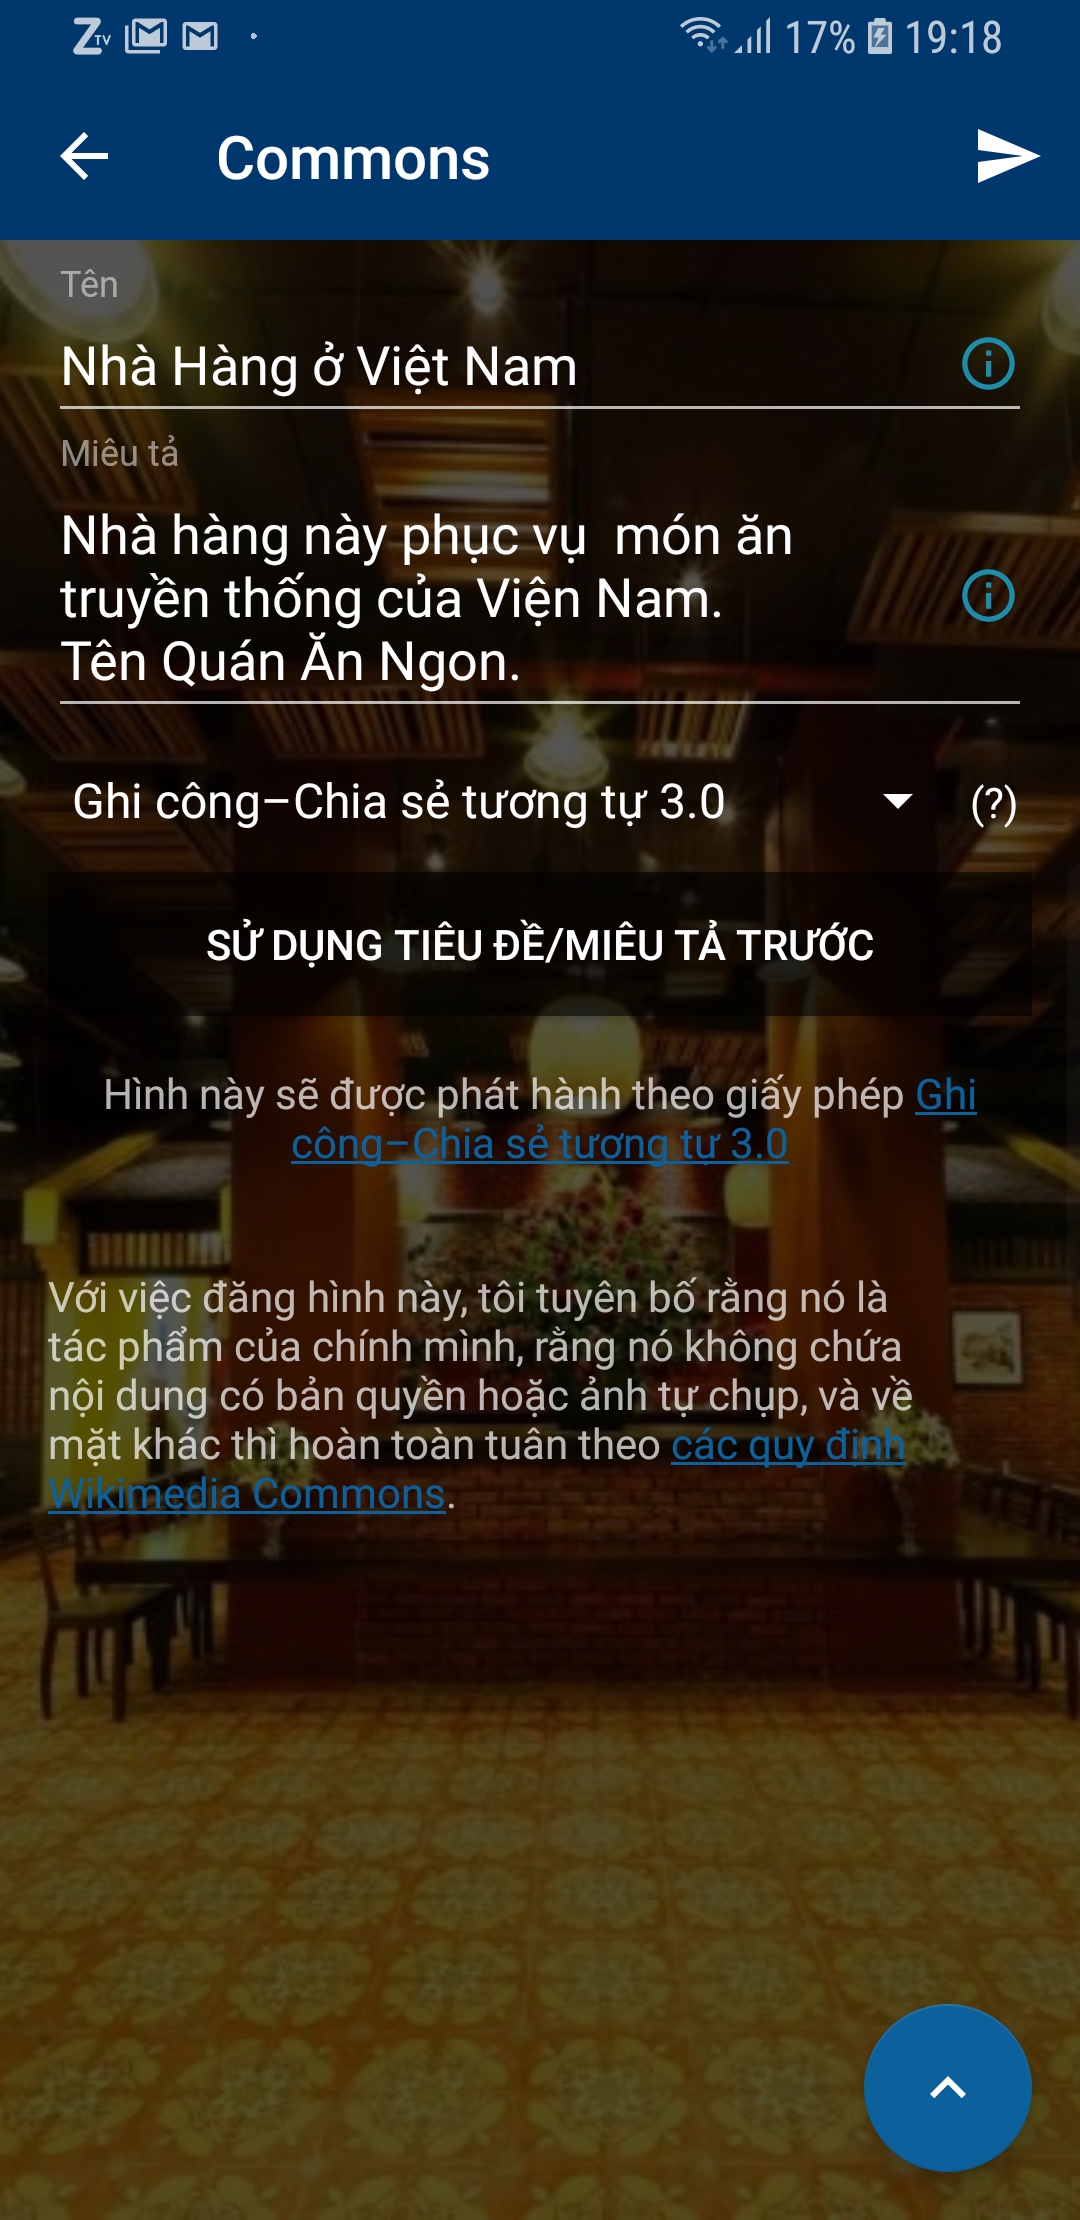 Z TV 17% 19:18
Commons
Tên
Nhà Hàng ở Việt Nam
Miêu tả
Nhà hàng này phục vụ  món ăn
truyền thống của Viện Nam.
Tên Quán Ăn Ngon.
Ghi công–Chia sẻ tương tự 3.0 (?)
SỬ DỤNG TIÊU ĐỀ/MIÊU TẢ TRƯỚC
Hình này sẽ được phát hành theo giấy phép Ghi
công–Chia sẻ tương tự 3.0
Với việc đăng hình này, tôi tuyên bố rằng nó là
tác phẩm của chính mình, rằng nó không chứa
nội dung có bản quyền hoặc ảnh tự chụp, và về
mặt khác thì hoàn toàn tuân theo các quy định
Wikimedia Commons.